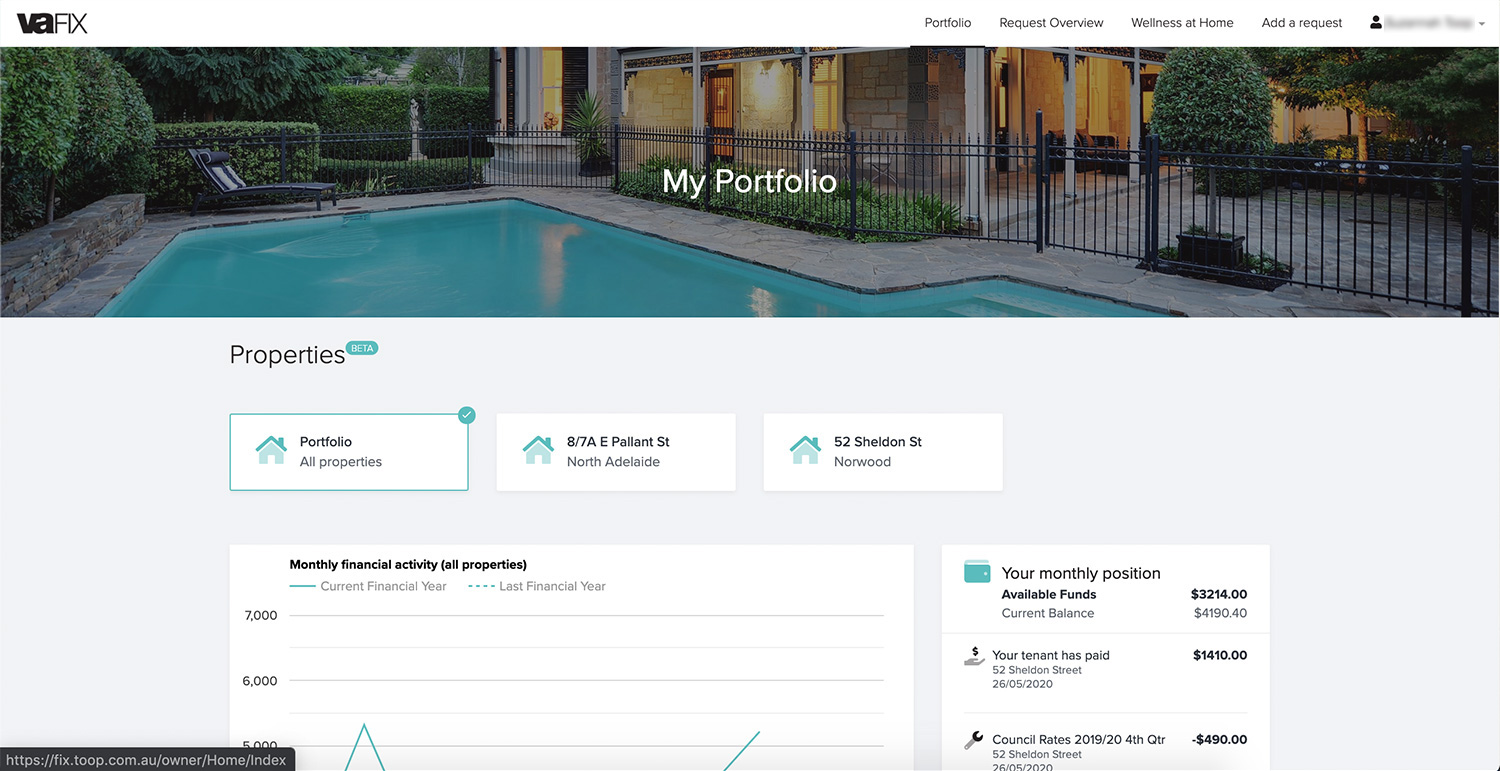 vaFIX
Portfolio
Request Overview
Wellness at Home
Add a request
My Portfolio
Properties BETA
Portfolio
All properties
8/7A E Pallant St
North Adelaide
52 Sheldon St
Norwood
Monthly financial activity (all properties)
Current Financial Year
Last Financial Year
7,000
6,000
5,000
Your monthly position
Available Funds $3214.00
Current Balance $4190.40
Your tenant has paid $1410.00
52 Sheldon Street
26/05/2020
Council Rates 2019/20 4th Qtr -$490.00
52 Sheldon Street
26/05/2020
https://fix.toop.com.au/owner/Home/Index